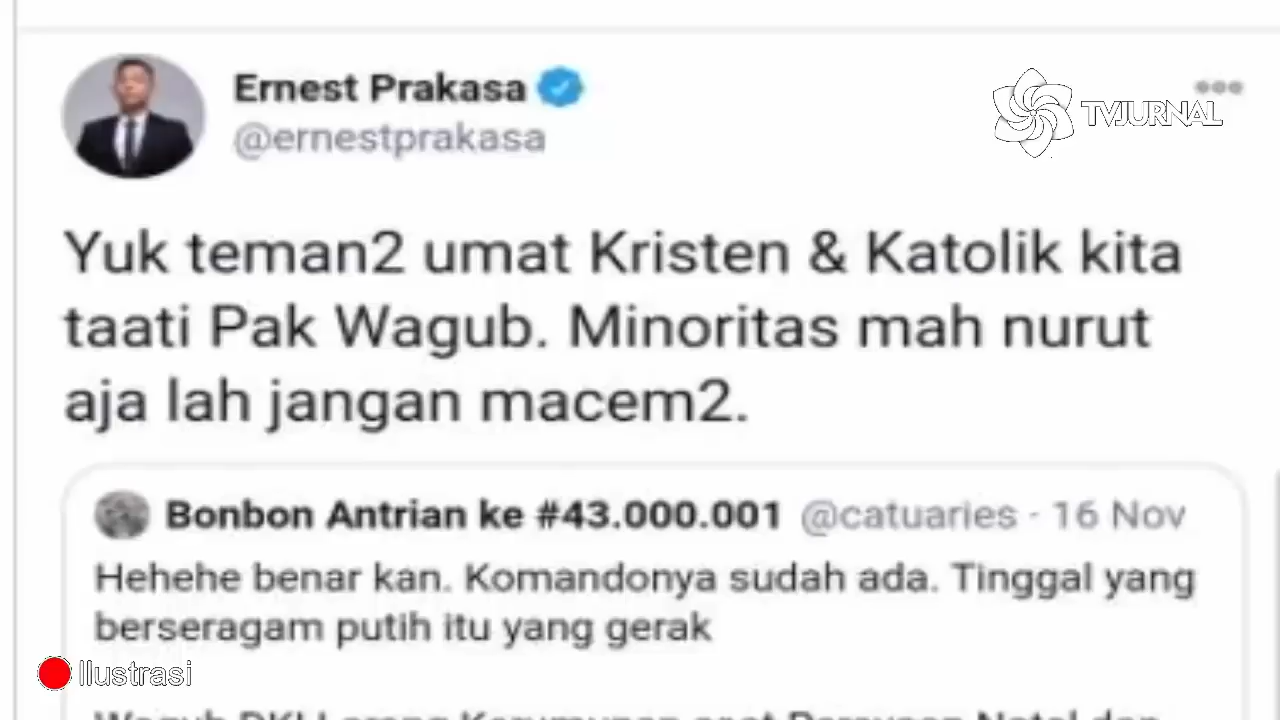 Ernest Prakasa
@ernestprakasa
TVJURNAL
Yuk teman2 umat Kristen & Katolik kita
taati Pak Wagub. Minoritas mah nurut
aja lah jangan macem2.
Bonbon Antrian ke #43.000.001 @catuaries · 16 Nov
Hehehe benar kan. Komandonya sudah ada. Tinggal yang
berseragam putih itu yang gerak
Ilustrasi